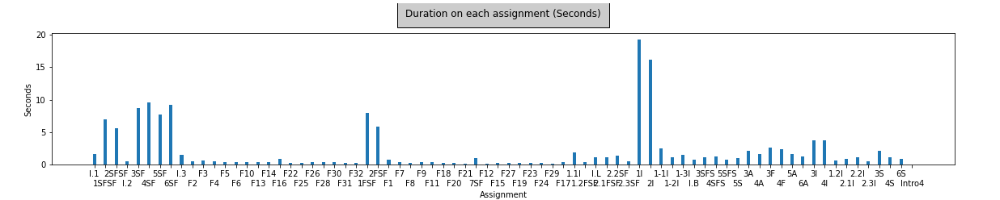 Duration on each assignment (Seconds)
20
15
10
5
0
Seconds
I.1 2SFSF 3SF 5SF I.3 F3 F5 F10 F14 F22 F26 F30 F32 2FSF F7 F9 F18 F21 F12 F27 F23 F29 1.1I I.L 2.2SF 1I 1-1I 1-3I 3SFS 5SFS 3A 3F 5A 3I 1.2I 2.2I 3S 6S
1SFSF I.2 4SF 6SF F2 F4 F6 F13 F16 F25 F28 F31 1FSF F1 F8 F11 F20 7SF F15 F19 F24 F17 1.2FSF 2.1FSF 2.3SF 2I 1-2I I.B 4SFS 5S 4A 4F 6A 4I 2.1I 2.3I 4S Intro4
Assignment